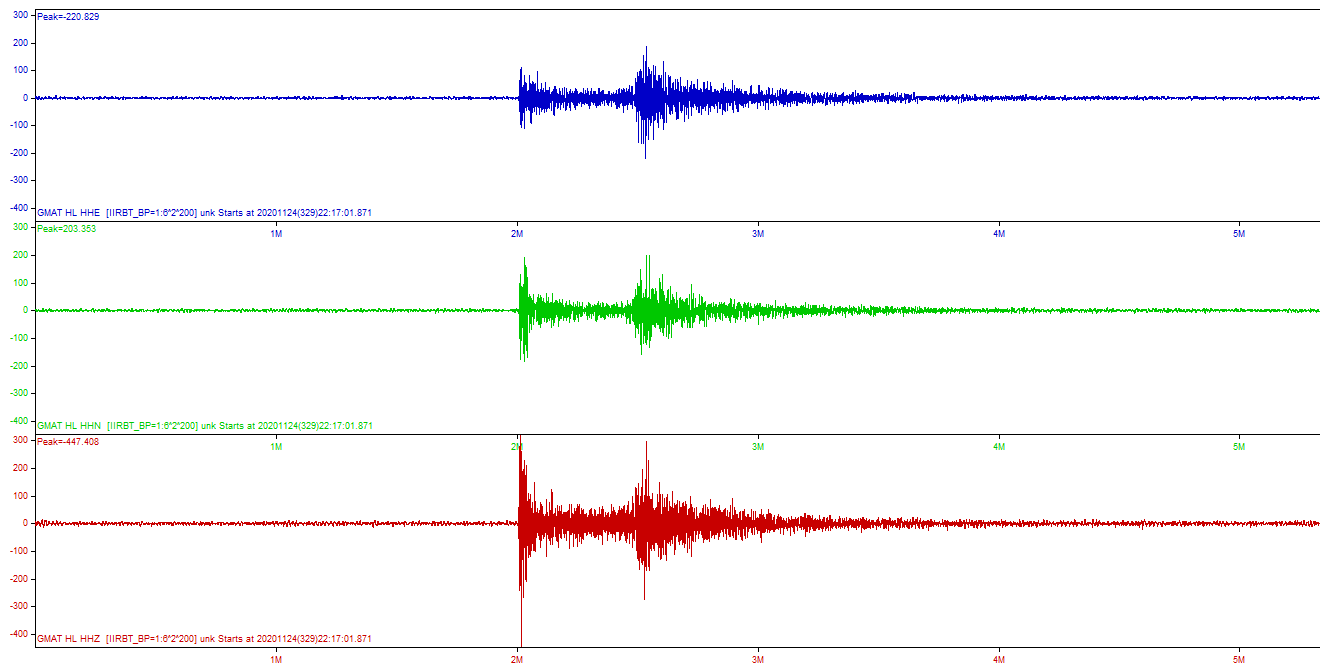 300
Peak=-220.829
200
100
0
-100
-200
-300
-400
GMAT HL HHE [IIRBT_BP=1:6^2^200] unk Starts at 20201124(329)22:17:01.871
1M 2M 3M 4M 5M
300
Peak=203.353
200
100
0
-100
-200
-300
-400
GMAT HL HHN [IIRBT_BP=1:6^2^200] unk Starts at 20201124(329)22:17:01.871
1M 2M 3M 4M 5M
300
Peak=-447.408
200
100
0
-100
-200
-300
-400
GMAT HL HHZ [IIRBT_BP=1:6^2^200] unk Starts at 20201124(329)22:17:01.871
1M 2M 3M 4M 5M